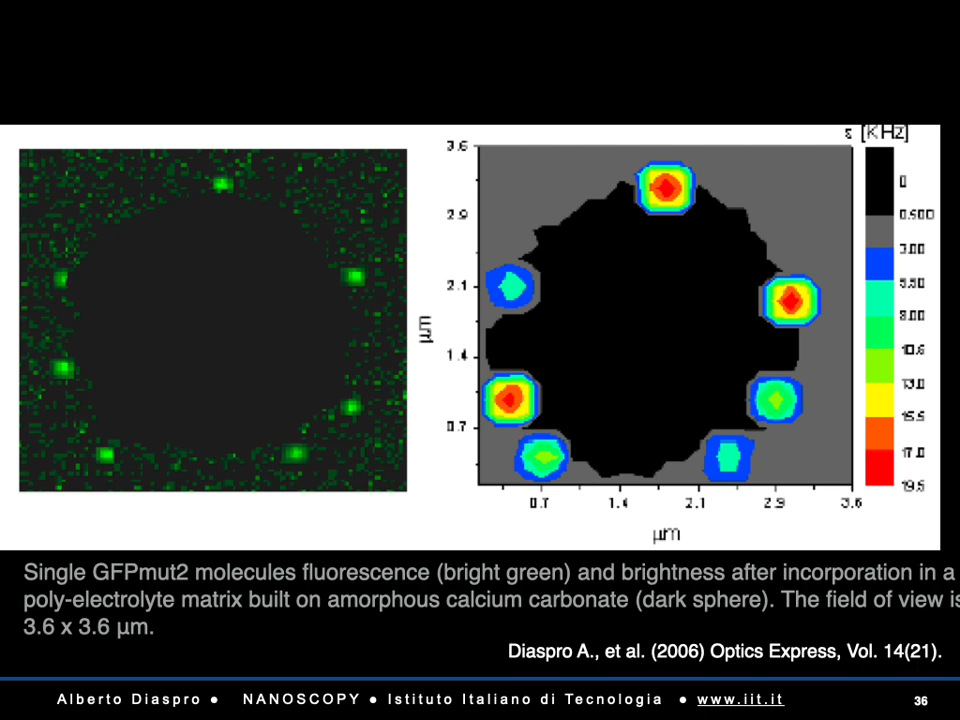 ε [KHz]
3.6
2.9
2.1
1.4
0.7
μm
0
0.500
3.00
5.50
8.00
10.5
13.0
15.5
17.0
19.5
0.7
1.4
2.1
2.9
3.6
μm
Single GFPmut2 molecules fluorescence (bright green) and brightness after incorporation in a
poly-electrolyte matrix built on amorphous calcium carbonate (dark sphere). The field of view is
3.6 x 3.6 μm.
Diaspro A., et al. (2006) Optics Express, Vol. 14(21).
Alberto Diaspro ● NANOSCOPY ● Istituto Italiano di Tecnologia ● www.iit.it
36